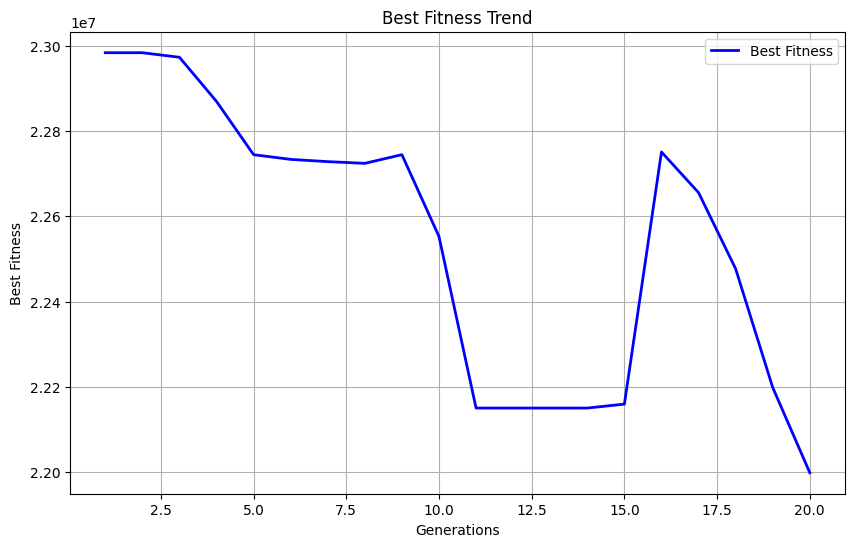 Best Fitness Trend
1e7
Best Fitness
2.30
2.28
2.26
2.24
2.22
2.20
Best Fitness
2.5 5.0 7.5 10.0 12.5 15.0 17.5 20.0
Generations